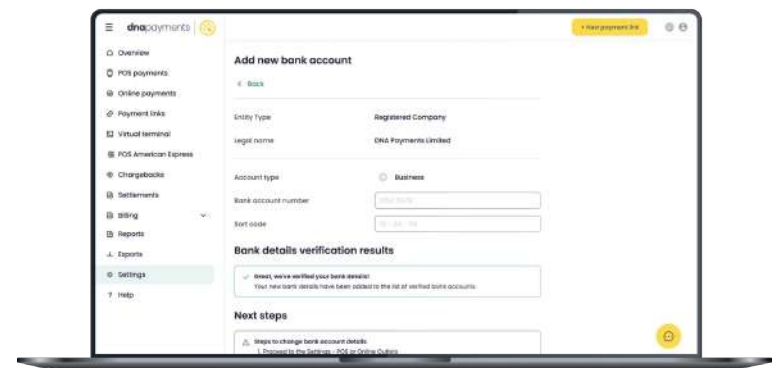 dnapayments
+ New payment link
Overview
POS payments
Online payments
Payment links
Virtual terminal
POS American Express
Chargebacks
Settlements
Billing
Reports
Exports
Settings
Help
Add new bank account
Back
Entity Type Registered Company
Legal name DNA Payments Limited
Account type Business
Bank account number
Sort code
Bank details verification results
Great, we've verified your bank details!
Your new bank details have been added to the list of verified bank accounts.
Next steps
Steps to change bank account details
1. Proceed to the Settings - POS or Online Outlets